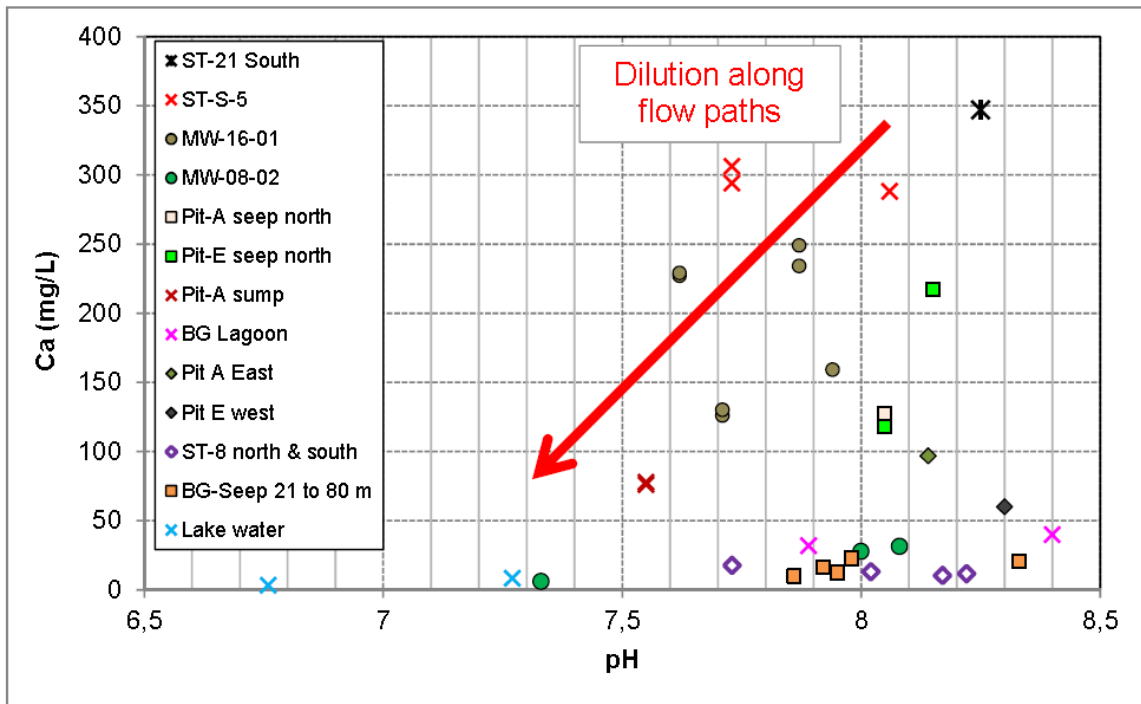 400
350
300
250
200
150
100
50
0
Ca (mg/L)
ST-21 South
ST-S-5
MW-16-01
MW-08-02
Pit-A seep north
Pit-E seep north
Pit-A sump
BG Lagoon
Pit A East
Pit E west
ST-8 north & south
BG-Seep 21 to 80 m
Lake water
Dilution along
flow paths
6,5
7
7,5
8
8,5
pH